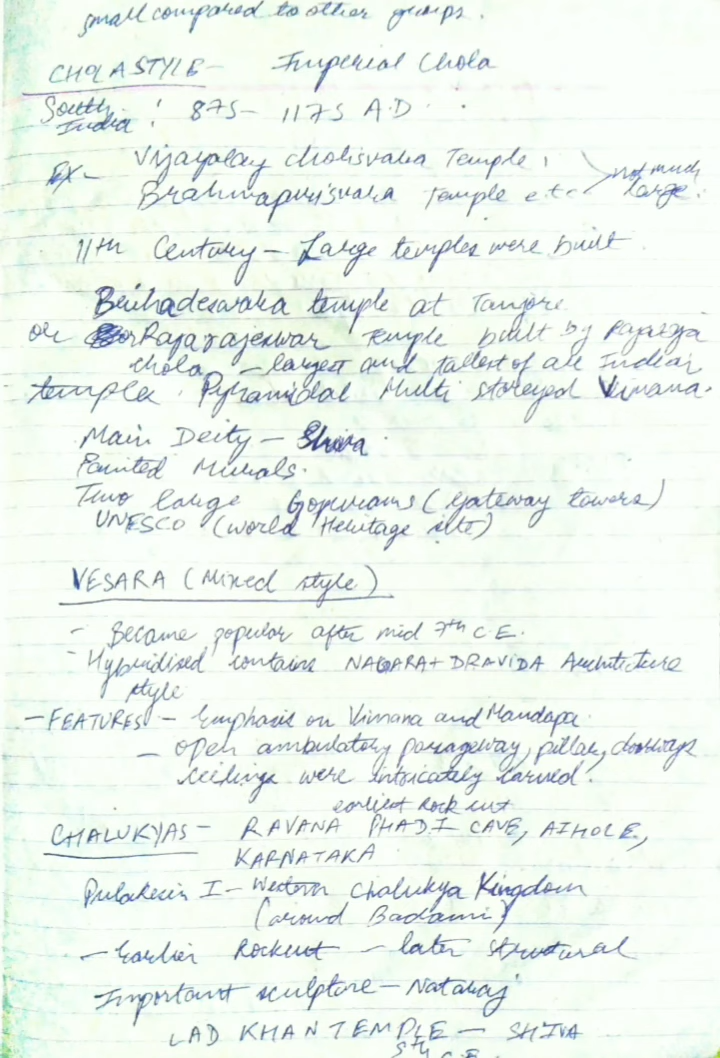 small compared to other groups.
CHOLA STYLE - Imperial Chola
South India : 875 - 1175 A.D.
EX - Vijayalay cholisvara Temple,
Brahmapurisvara Temple etc > not much large.
11th Century - Large temples were built.
Brihadeswara temple at Tanjore
or Rajarajeswar temple built by Rajaraja
chola - largest and tallest of all Indian
temples. Pyramidal Multi storeyed Vimana.
Main Deity - Shiva.
Painted Murals.
Two large Gopurams (gateway towers)
UNESCO (World Heritage site)
VESARA (Mixed style)
- Became popular after mid 7th C.E.
- Hybridised contains NAGARA + DRAVIDA Architecture
style
- FEATURES - Emphasis on Vimana and Mandapa.
- open ambulatory passageway, pillar, doorways
ceilings were intricately carved.
earliest rock cut
CHALUKYAS - RAVANA PHADI CAVE, AIHOLE,
KARNATAKA
Pulakesin I - Western Chalukya Kingdom
(around Badami)
- Earlier Rockcut - later structural
Important sculpture - Nataraj
LAD KHAN TEMPLE - SHIVA
5th C.E.